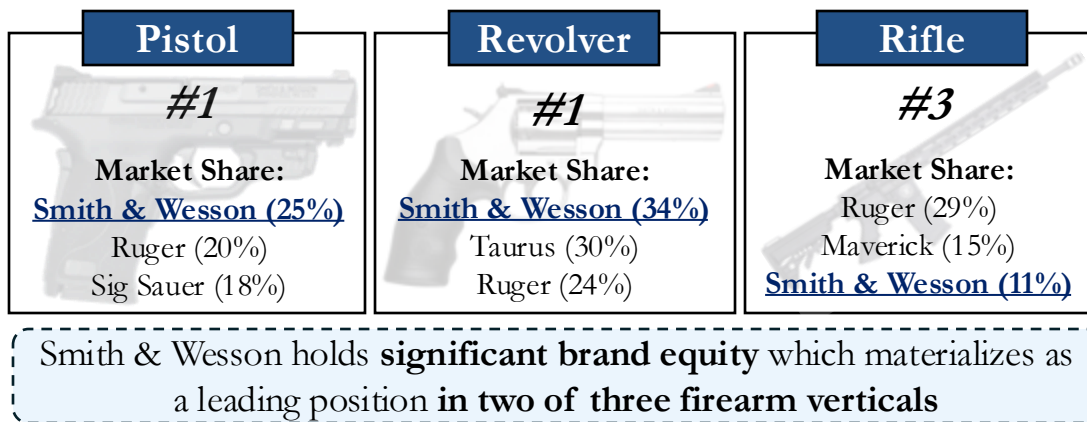 Pistol
#1
Market Share:
Smith & Wesson (25%)
Ruger (20%)
Sig Sauer (18%)
Revolver
#1
Market Share:
Smith & Wesson (34%)
Taurus (30%)
Ruger (24%)
Rifle
#3
Market Share:
Ruger (29%)
Maverick (15%)
Smith & Wesson (11%)
Smith & Wesson holds significant brand equity which materializes as
a leading position in two of three firearm verticals